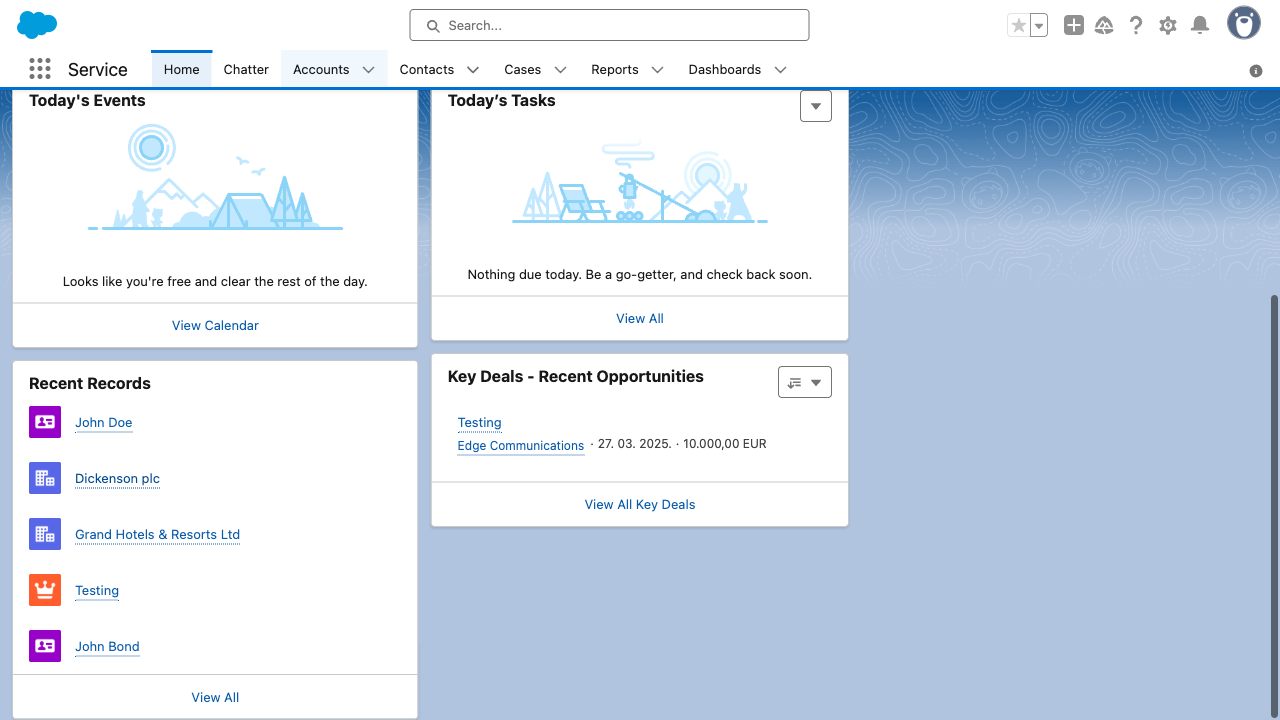 Search...
Service
Home
Chatter
Accounts
Contacts
Cases
Reports
Dashboards
Today's Events
Looks like you're free and clear the rest of the day.
View Calendar
Today’s Tasks
Nothing due today. Be a go-getter, and check back soon.
View All
Recent Records
John Doe
Dickenson plc
Grand Hotels & Resorts Ltd
Testing
John Bond
View All
Key Deals - Recent Opportunities
Testing
Edge Communications · 27. 03. 2025. · 10.000,00 EUR
View All Key Deals